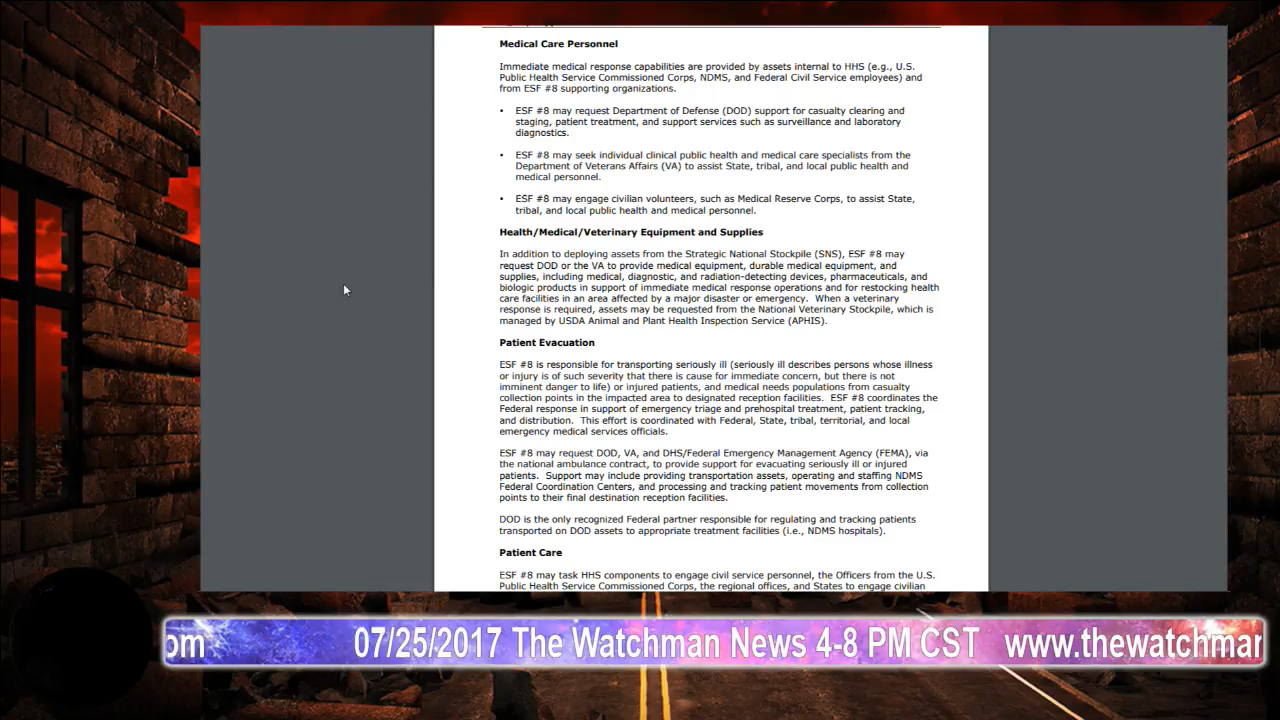 Medical Care Personnel
Immediate medical response capabilities are provided by assets internal to HHS (e.g., U.S.
Public Health Service Commissioned Corps, NDMS, and Federal Civil Service employees) and
from ESF #8 supporting organizations.
• ESF #8 may request Department of Defense (DOD) support for casualty clearing and
staging, patient treatment, and support services such as surveillance and laboratory
diagnostics.
• ESF #8 may seek individual clinical public health and medical care specialists from the
Department of Veterans Affairs (VA) to assist State, tribal, and local public health and
medical personnel.
• ESF #8 may engage civilian volunteers, such as Medical Reserve Corps, to assist State,
tribal, and local public health and medical personnel.
Health/Medical/Veterinary Equipment and Supplies
In addition to deploying assets from the Strategic National Stockpile (SNS), ESF #8 may
request DOD or the VA to provide medical equipment, durable medical equipment, and
supplies, including medical, diagnostic, and radiation-detecting devices, pharmaceuticals, and
biologic products in support of immediate medical response operations and for restocking health
care facilities in an area affected by a major disaster or emergency.  When a veterinary
response is required, assets may be requested from the National Veterinary Stockpile, which is
managed by USDA Animal and Plant Health Inspection Service (APHIS).
Patient Evacuation
ESF #8 is responsible for transporting seriously ill (seriously ill describes persons whose illness
or injury is of such severity that there is cause for immediate concern, but there is not
imminent danger to life) or injured patients, and medical needs populations from casualty
collection points in the impacted area to designated reception facilities.  ESF #8 coordinates the
Federal response in support of emergency triage and prehospital treatment, patient tracking,
and distribution.  This effort is coordinated with Federal, State, tribal, territorial, and local
emergency medical services officials.
ESF #8 may request DOD, VA, and DHS/Federal Emergency Management Agency (FEMA), via
the national ambulance contract, to provide support for evacuating seriously ill or injured
patients.  Support may include providing transportation assets, operating and staffing NDMS
Federal Coordination Centers, and processing and tracking patient movements from collection
points to their final destination reception facilities.
DOD is the only recognized Federal partner responsible for regulating and tracking patients
transported on DOD assets to appropriate treatment facilities (i.e., NDMS hospitals).
Patient Care
ESF #8 may task HHS components to engage civil service personnel, the Officers from the U.S.
Public Health Service Commissioned Corps, the regional offices, and States to engage civilian
om 07/25/2017 The Watchman News 4-8 PM CST www.thewatchmar